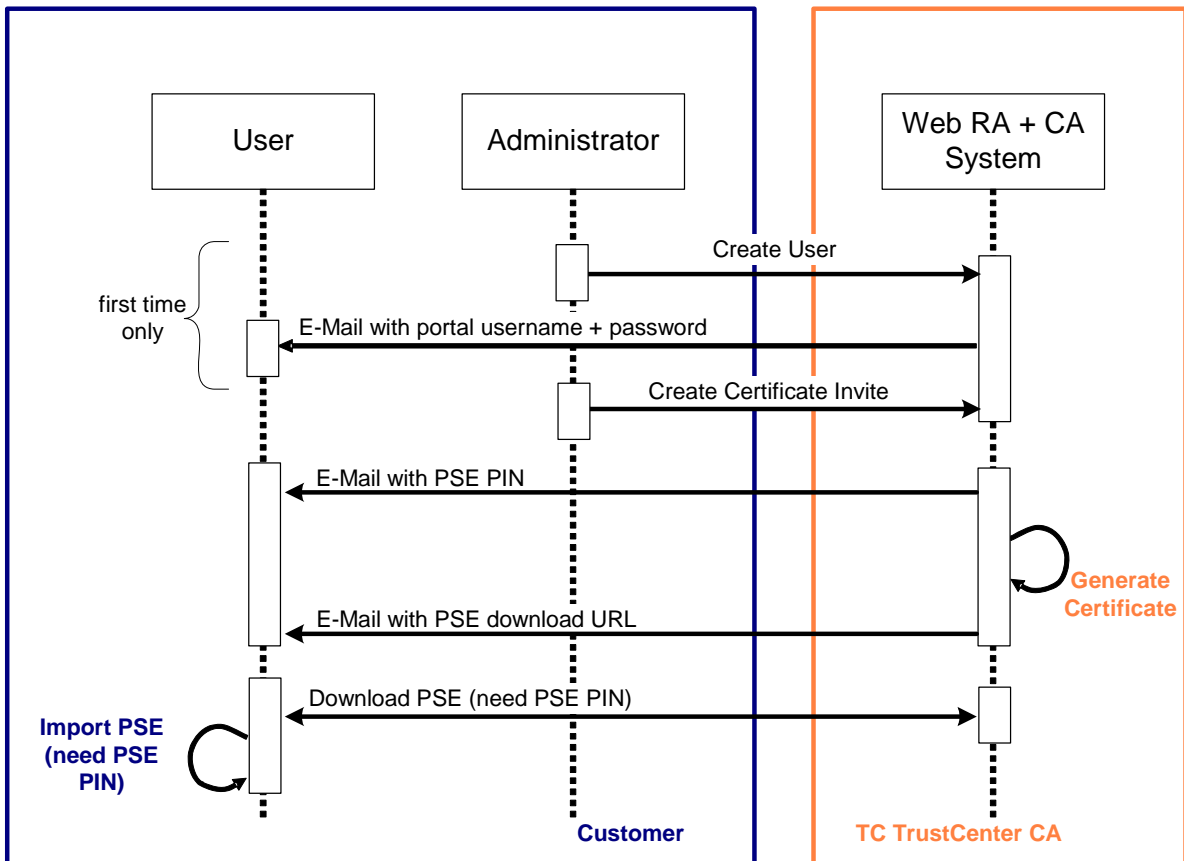 User
Administrator
Web RA + CA
System
Create User
first time
only
E-Mail with portal username + password
Create Certificate Invite
E-Mail with PSE PIN
Generate
Certificate
E-Mail with PSE download URL
Download PSE (need PSE PIN)
Import PSE
(need PSE
PIN)
Customer
TC TrustCenter CA